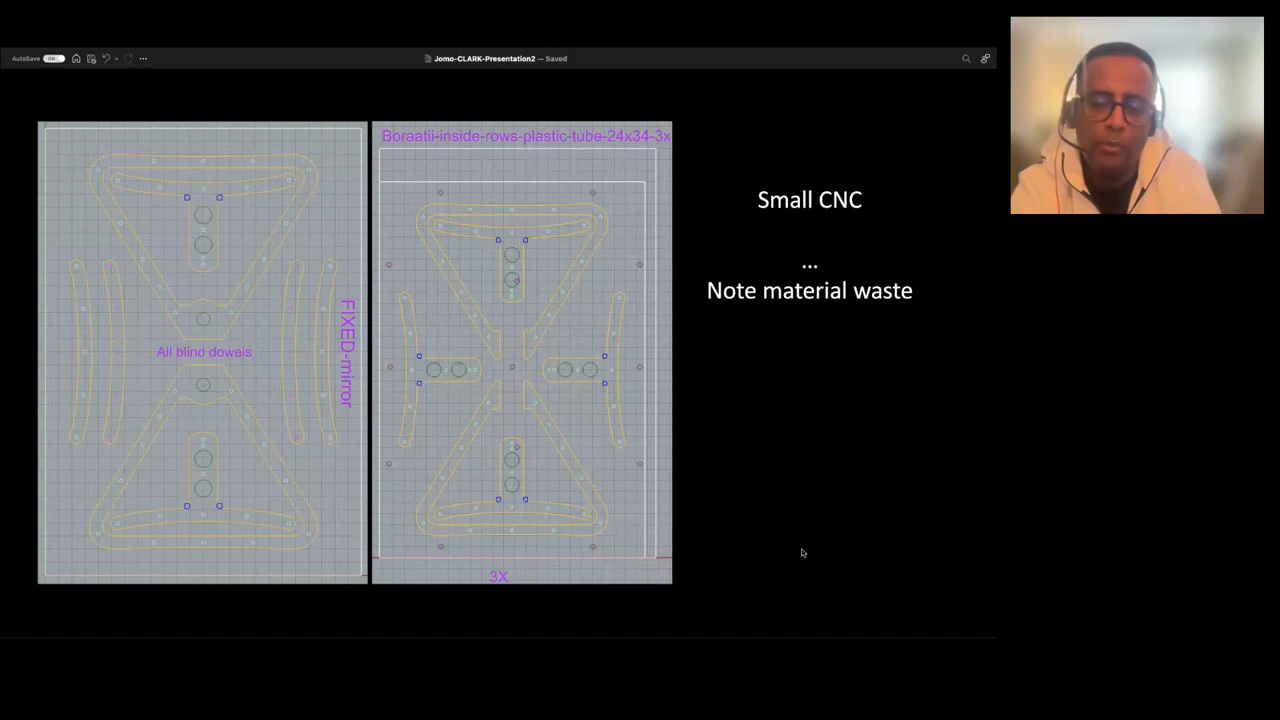 AutoSave ON
Jomo-CLARK-Presentation2 — Saved
Boraatii-inside-rows-plastic-tube-24x34-3x
Small CNC
...
Note material waste
FIXED-mirror
All blind dowels
3X